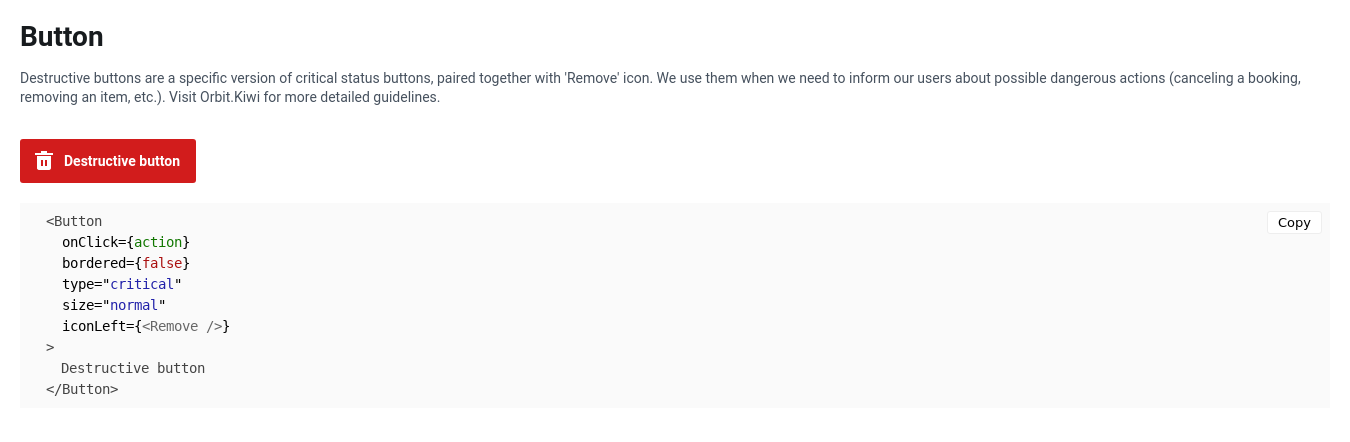 Button
Destructive buttons are a specific version of critical status buttons, paired together with 'Remove' icon. We use them when we need to inform our users about possible dangerous actions (canceling a booking,
removing an item, etc.). Visit Orbit.Kiwi for more detailed guidelines.
Destructive button
Copy
<Button
  onClick={action}
  bordered={false}
  type="critical"
  size="normal"
  iconLeft={<Remove />}
>
  Destructive button
</Button>